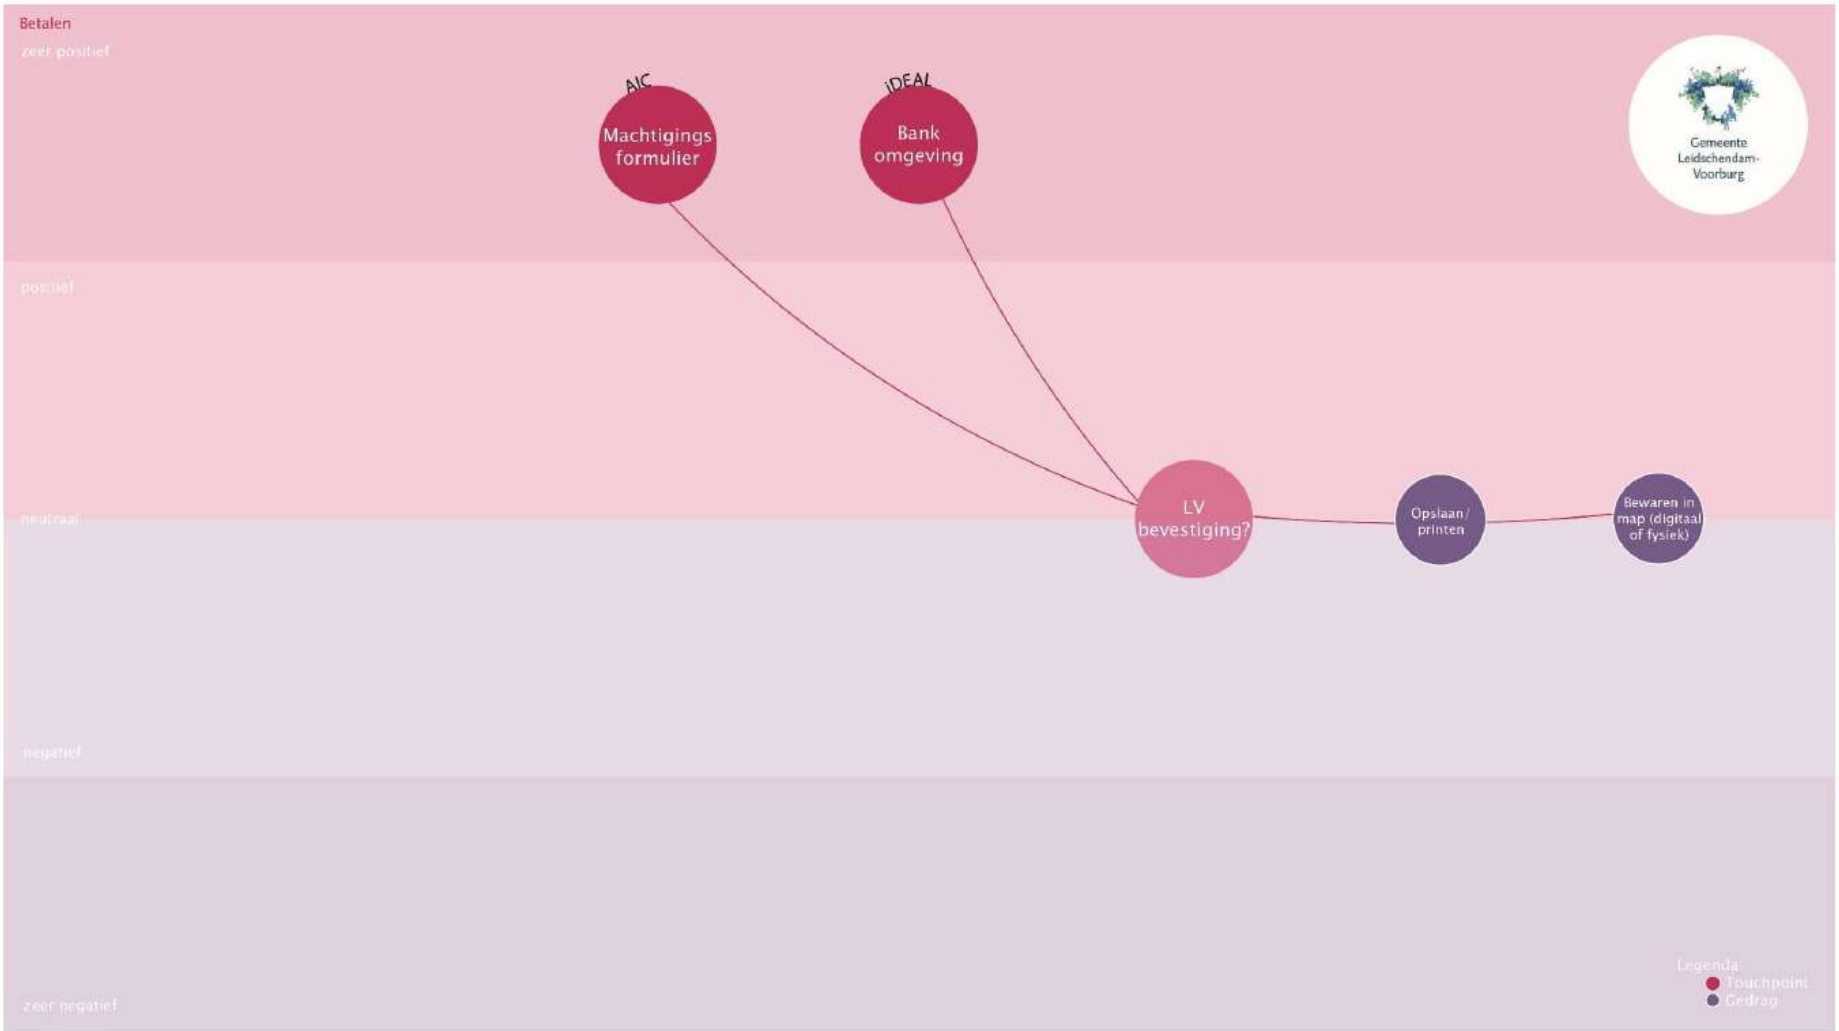 Betalen
zeer positief
AIC
iDEAL
Machtigings
formulier
Bank
omgeving
Gemeente
Leidschendam-
Voorburg
positief
neutraal
LV
bevestiging?
Opslaan/
printen
Bewaren in
map (digitaal
of fysiek)
negatief
zeer negatief
Legenda
Touchpoint
Gedrag